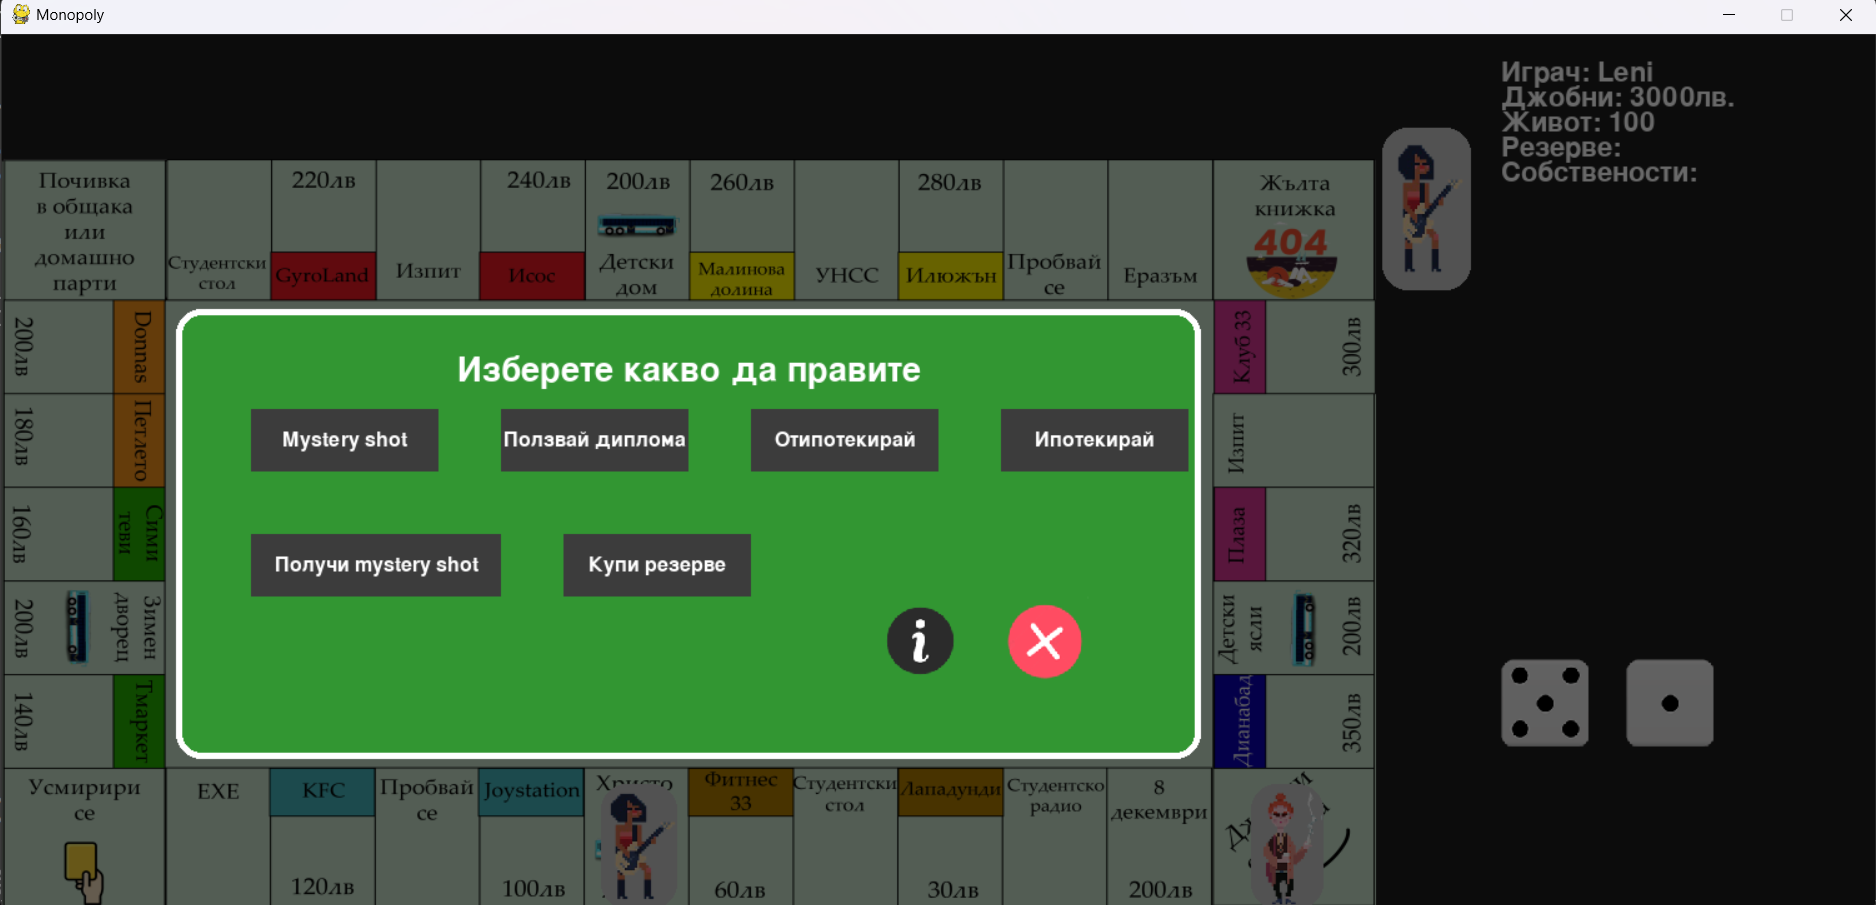 Monopoly
Играч: Leni
Джобни: 3000лв.
Живот: 100
Резерве:
Собствености:
Почивка
в общака
или
домашно
парти
Студентски
стол
220лв
GyroLand
Изпит
240лв
Исос
200лв
Детски
дом
260лв
Малинова
долина
УНСС
280лв
Илюжън
Пробвай
се
Еразъм
Жълта
книжка
404
200лв
Donnas
180лв
Петлето
160лв
Сими
теви
200лв
Зимен
дворец
140лв
Тмаркет
Изберете какво да правите
Mystery shot
Ползвай диплома
Отипотекирай
Ипотекирай
Получи mystery shot
Купи резерве
i
Клуб 33
300лв
Изпит
Плаза
320лв
Детски
ясли
200лв
Дианабад
350лв
Усмирири
се
ЕХЕ
KFC
120лв
Пробвай
се
Joystation
100лв
Христо
Фитнес
33
60лв
Студентски
стол
Лападунди
30лв
Студентско
радио
8
декември
200лв